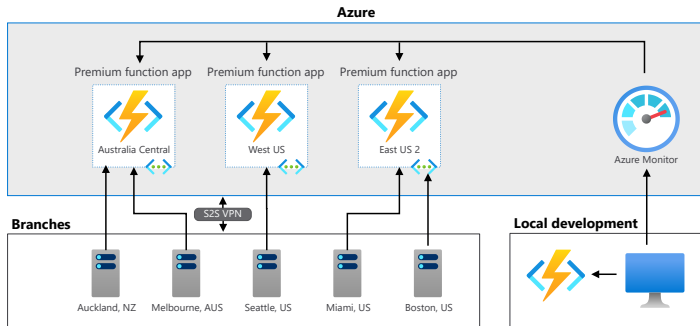 Azure
Premium function app
Premium function app
Premium function app
Australia Central
West US
East US 2
Azure Monitor
S2S VPN
Branches
Local development
Auckland, NZ
Melbourne, AUS
Seattle, US
Miami, US
Boston, US